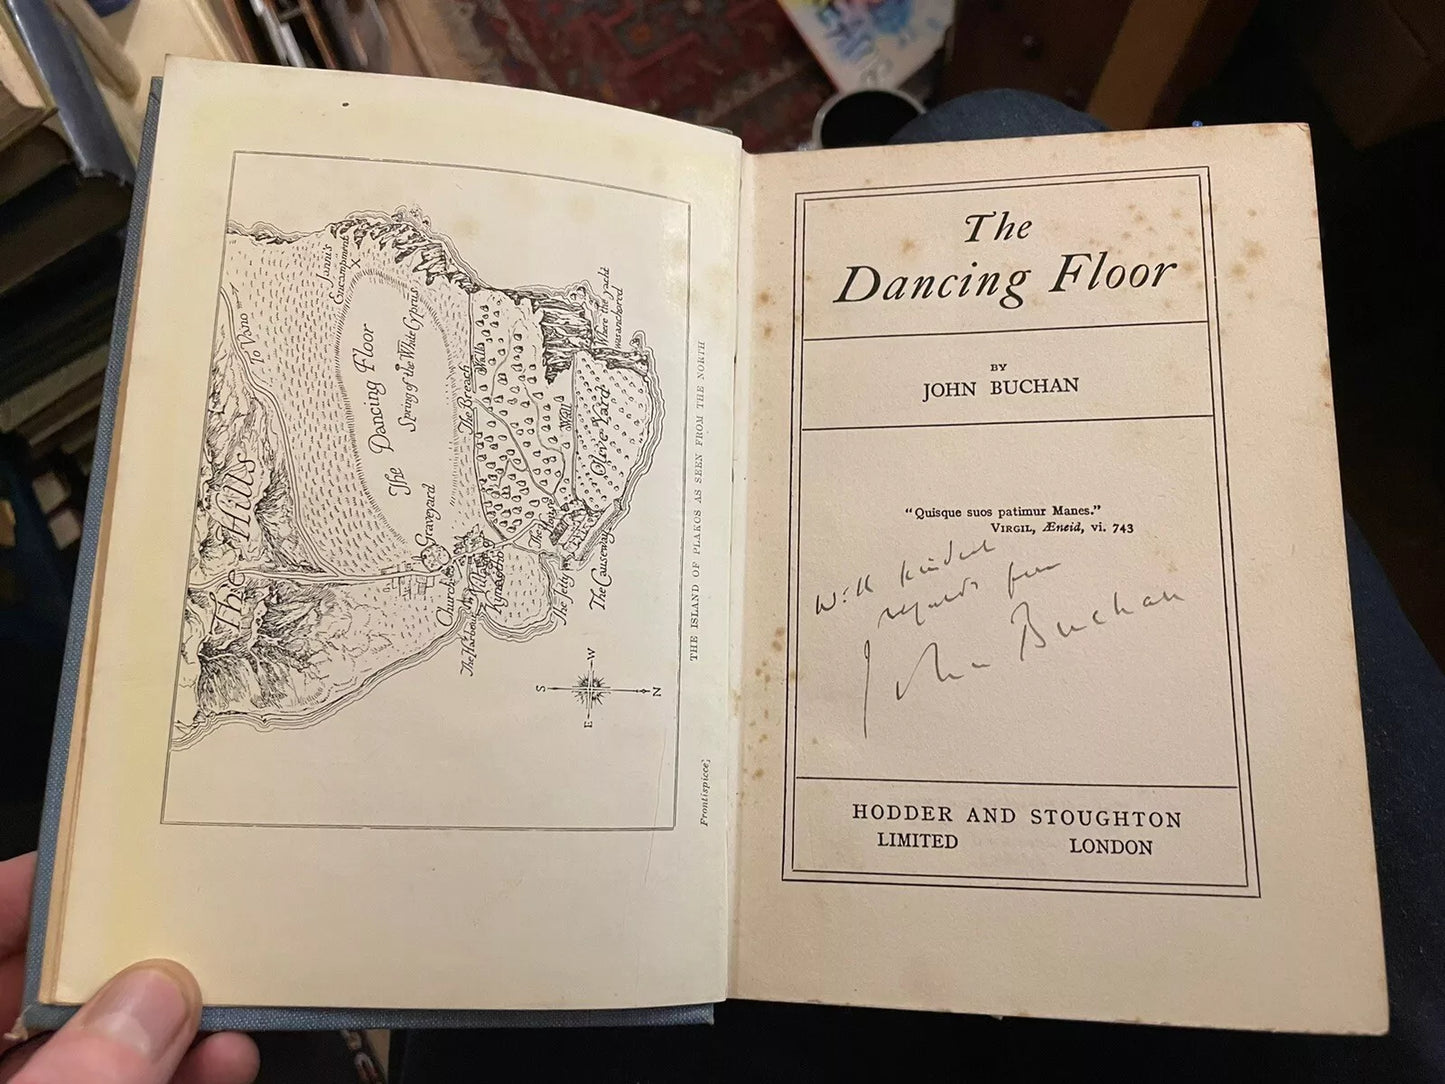 To Vano
Janni's
Encampment
X
The Dancing Floor
Spring of the White Cypris
The Hills
The Breach
Wells
Wall
Where the yacht
was anchored
Olive Yard
Graveyard
Church
The Harbour
Village
Kynaetho
The House
The Jetty
The Causeway
S
W
E
N
THE ISLAND OF PLAKOS AS SEEN FROM THE NORTH
Frontispiece
The
Dancing Floor
BY
JOHN BUCHAN
"Quisque suos patimur Manes."
VIRGIL, Æneid, vi. 743
With kindest
regards from
John Buchan
HODDER AND STOUGHTON
LIMITED LONDON